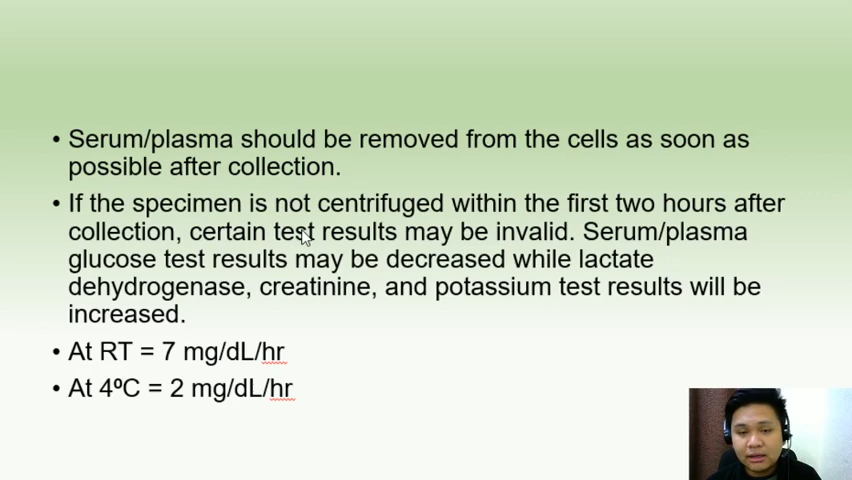 • Serum/plasma should be removed from the cells as soon as
possible after collection.
• If the specimen is not centrifuged within the first two hours after
collection, certain test results may be invalid. Serum/plasma
glucose test results may be decreased while lactate
dehydrogenase, creatinine, and potassium test results will be
increased.
• At RT = 7 mg/dL/hr
• At 4ºC = 2 mg/dL/hr